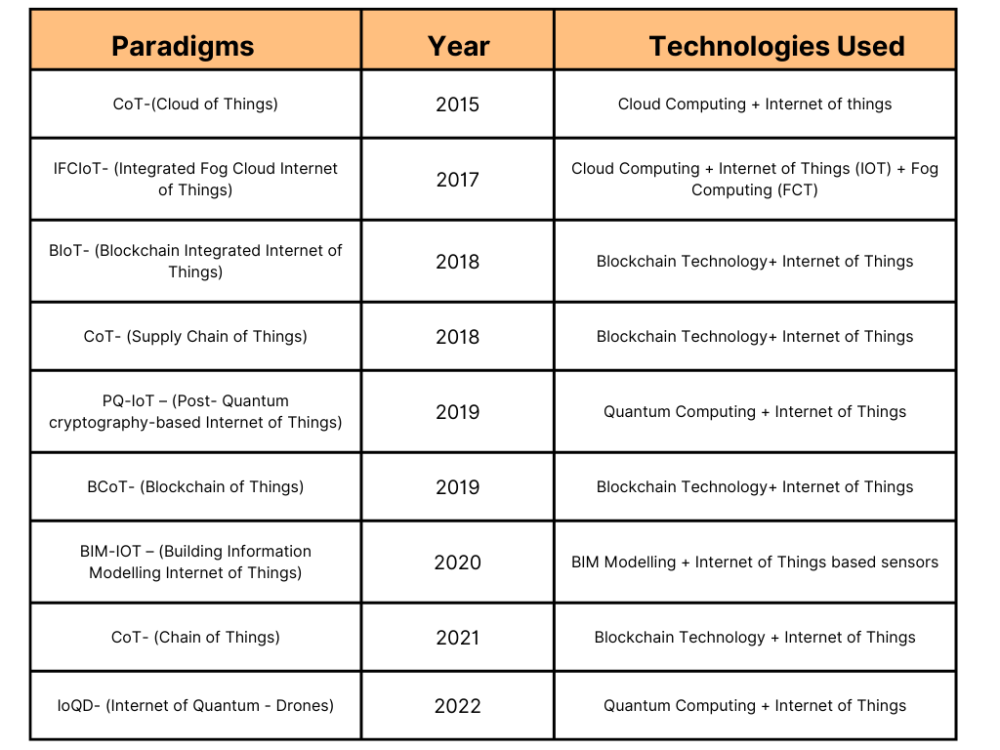 Paradigms Year Technologies Used
CoT-(Cloud of Things) 2015 Cloud Computing + Internet of things
IFCIoT- (Integrated Fog Cloud Internet
of Things)
2017
Cloud Computing + Internet of Things (IOT) + Fog
Computing (FCT)
BIoT- (Blockchain Integrated Internet of
Things)
2018
Blockchain Technology+ Internet of Things
CoT- (Supply Chain of Things) 2018 Blockchain Technology+ Internet of Things
PQ-IoT – (Post- Quantum
cryptography-based Internet of Things)
2019
Quantum Computing + Internet of Things
BCoT- (Blockchain of Things) 2019 Blockchain Technology+ Internet of Things
BIM-IOT – (Building Information
Modelling Internet of Things)
2020
BIM Modelling + Internet of Things based sensors
CoT- (Chain of Things) 2021 Blockchain Technology + Internet of Things
IoQD- (Internet of Quantum - Drones) 2022 Quantum Computing + Internet of Things